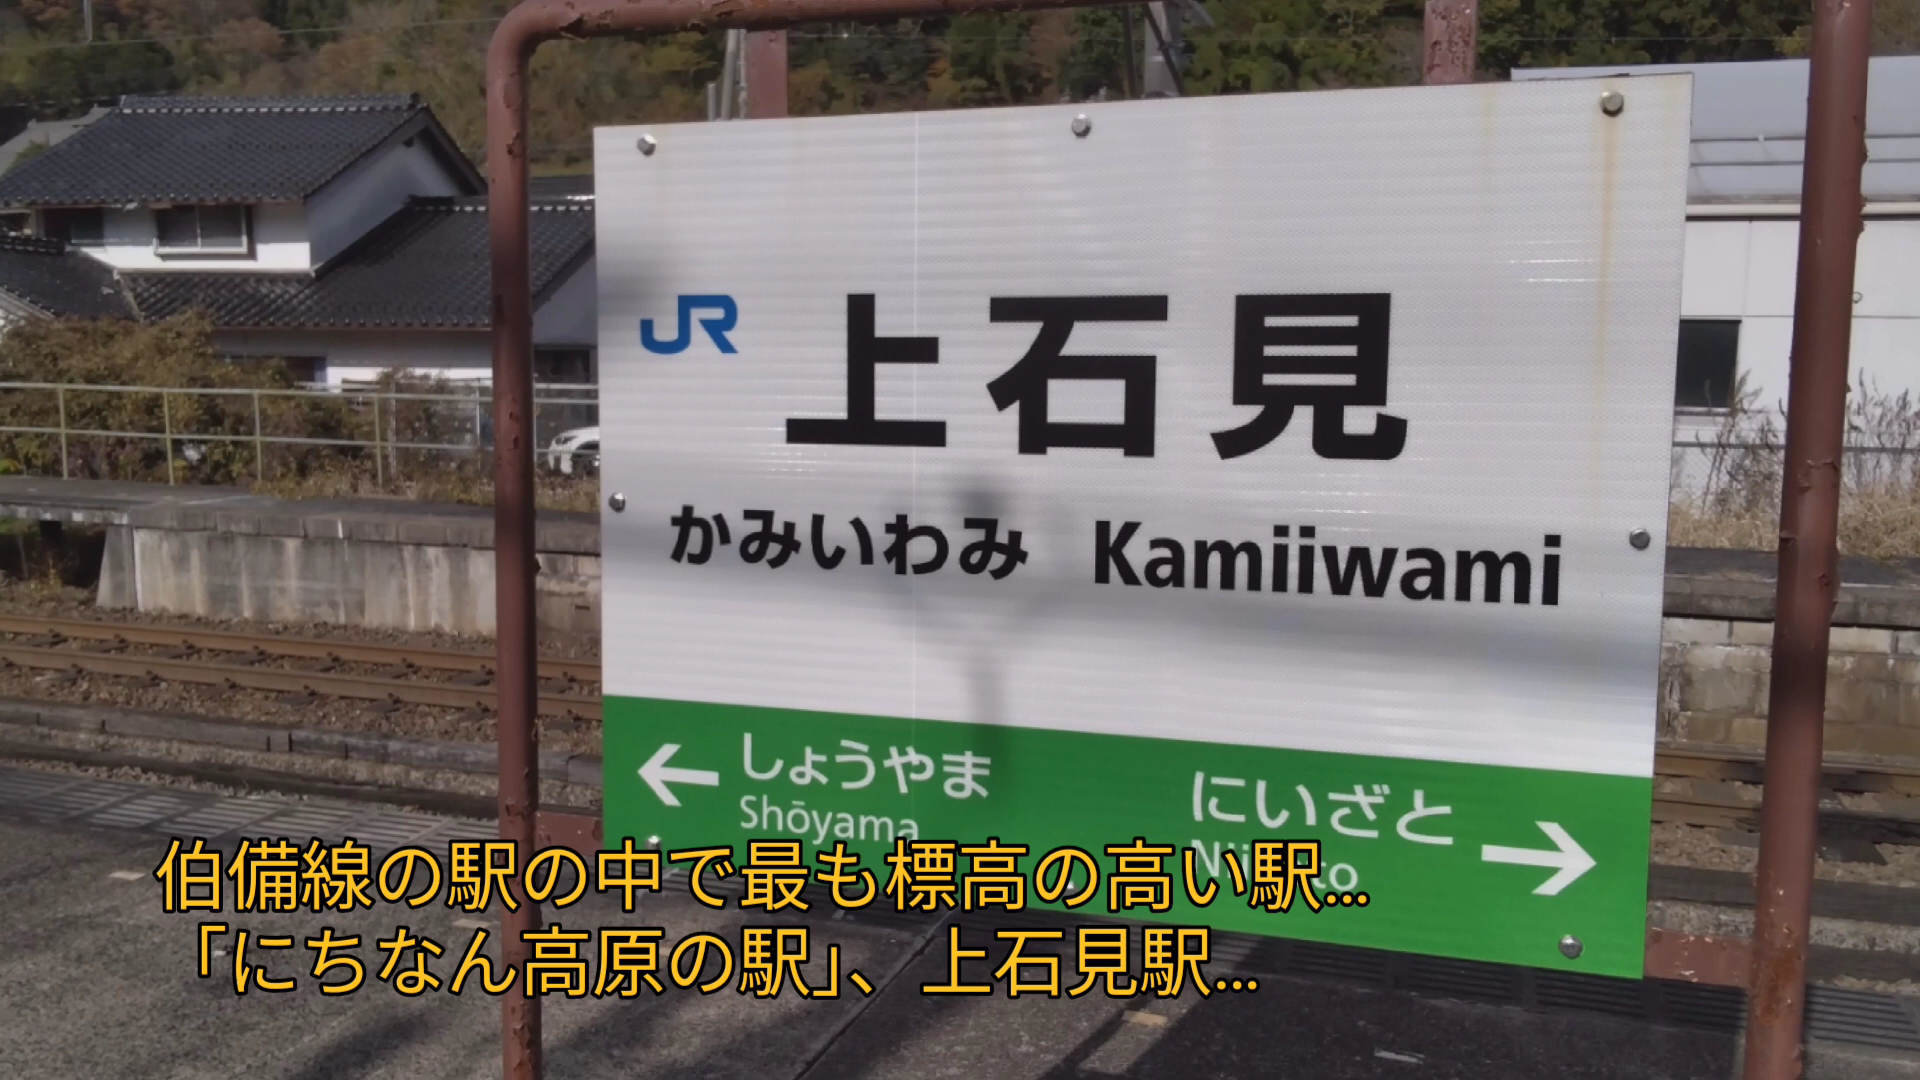 JR
上石見
かみいわみ Kamiiwami
← しょうやま にいざと →
Shōyama
伯備線の駅の中で最も標高の高い駅...
「にちなん高原の駅」、上石見駅...